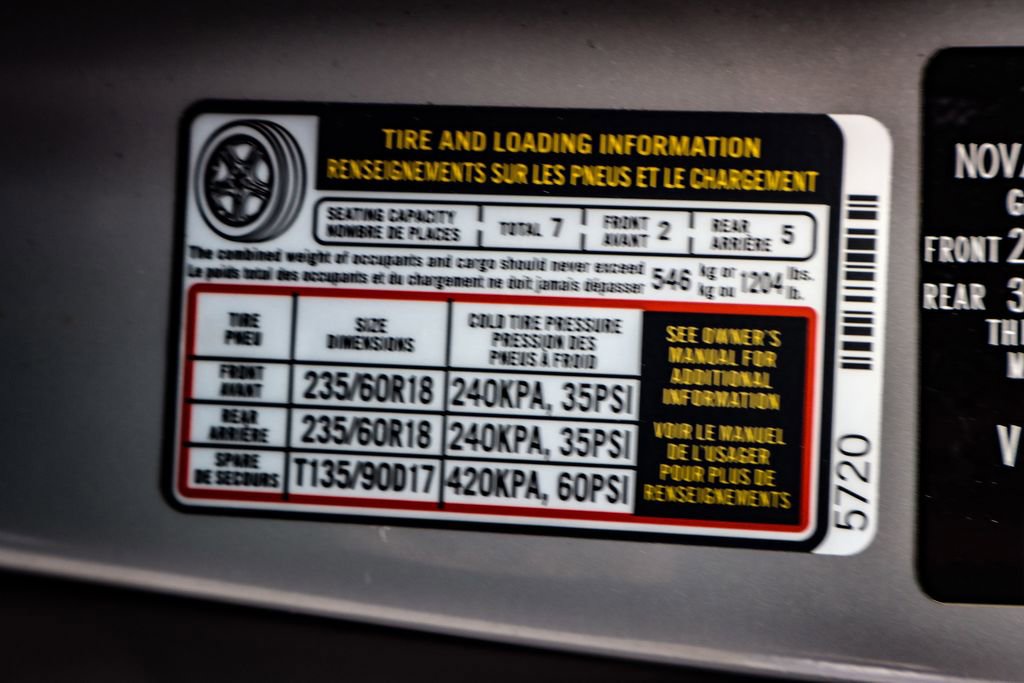 TIRE AND LOADING INFORMATION
RENSEIGNEMENTS SUR LES PNEUS ET LE CHARGEMENT
SEATING CAPACITY
NOMBRE DE PLACES
TOTAL 7
FRONT
AVANT 2
REAR
ARRIÈRE 5
The combined weight of occupants and cargo should never exceed 546 kg or 1204 lbs.
Le poids total des occupants et du chargement ne doit jamais dépasser kg ou lb.
TIRE
PNEU
SIZE
DIMENSIONS
COLD TIRE PRESSURE
PRESSION DES
PNEUS À FROID
FRONT
AVANT
235/60R18
240KPA, 35PSI
REAR
ARRIÈRE
235/60R18
240KPA, 35PSI
SPARE
DE SECOURS
T135/90D17
420KPA, 60PSI
SEE OWNER'S
MANUAL FOR
ADDITIONAL
INFORMATION
VOIR LE MANUEL
DE L'USAGER
POUR PLUS DE
RENSEIGNEMENTS
5720
NOV
G
FRONT 2
REAR 3
TH
M
V